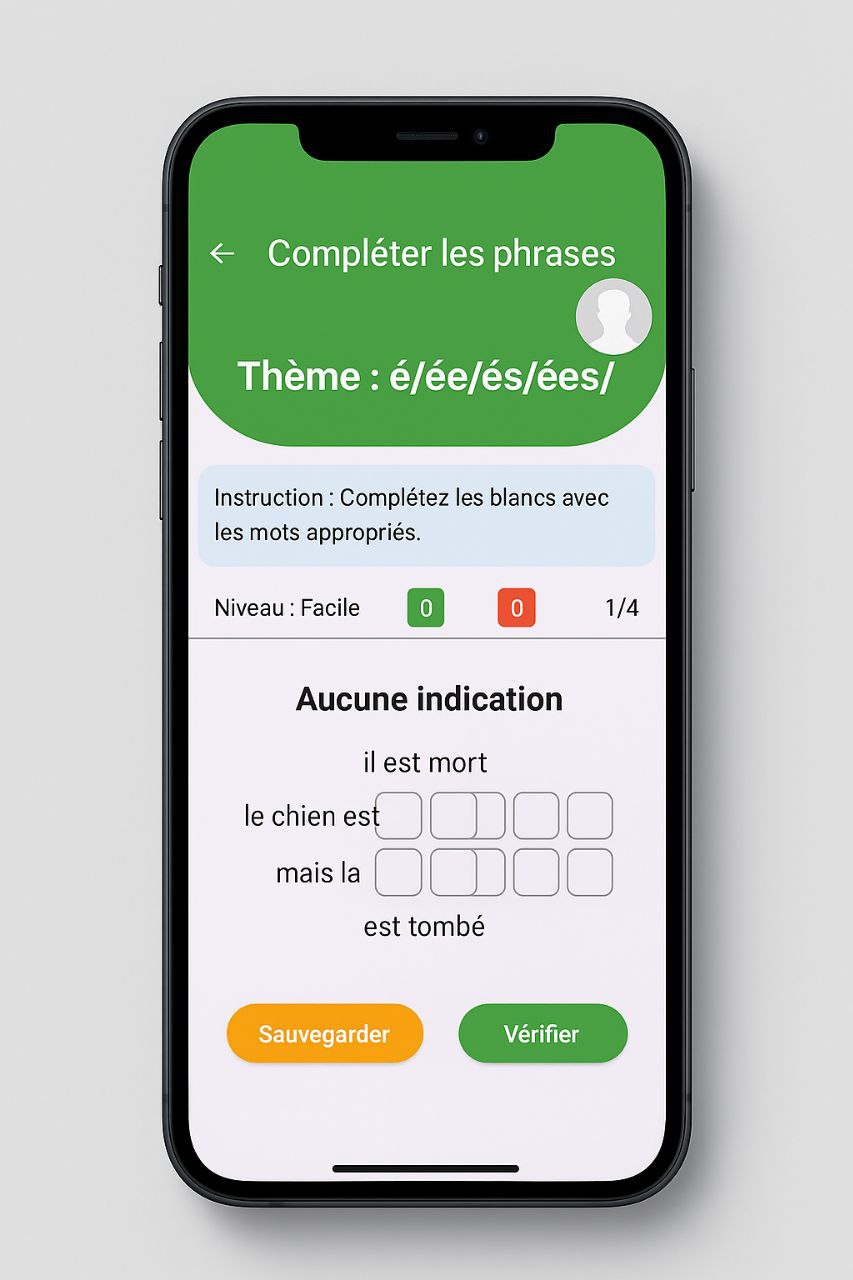 Compléter les phrases
Thème : é/ée/és/ées/
Instruction : Complétez les blancs avec
les mots appropriés.
Niveau : Facile 0 0 1/4
Aucune indication
il est mort
le chien est
mais la
est tombé
Sauvegarder Vérifier